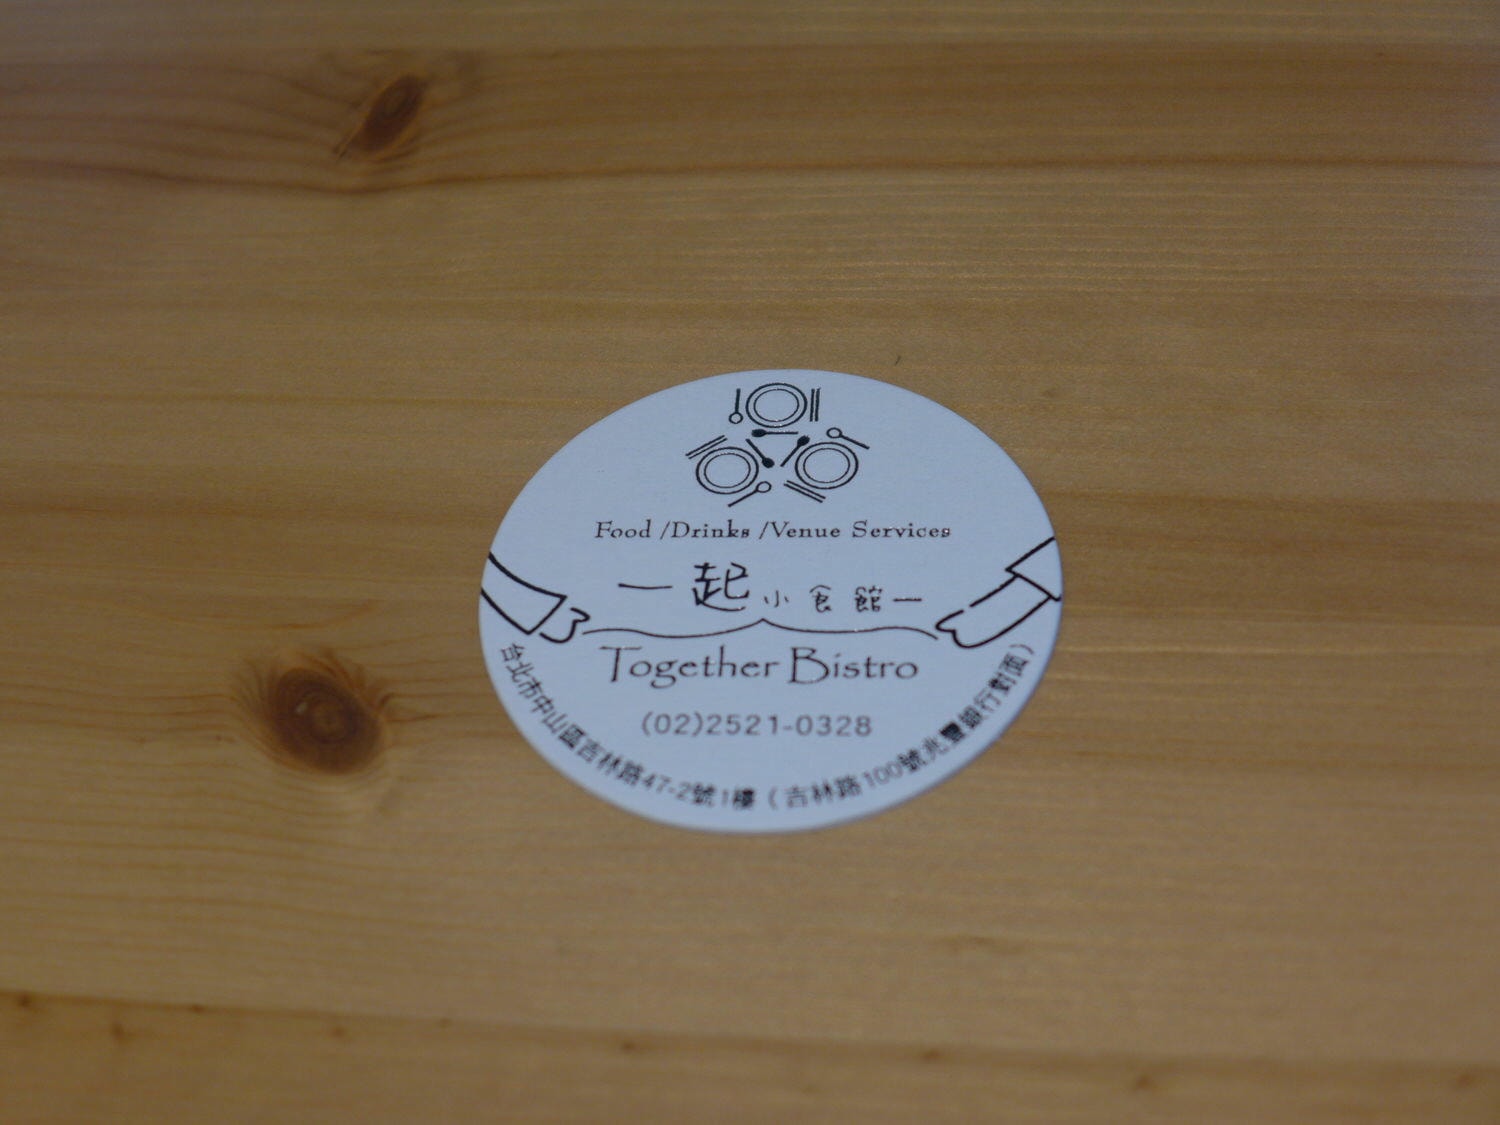 Food /Drinks /Venue Services
一起小食館一
Together Bistro
(02)2521-0328
台北市中山區吉林路47-2號1樓 (吉林路100號兆豐銀行對面)